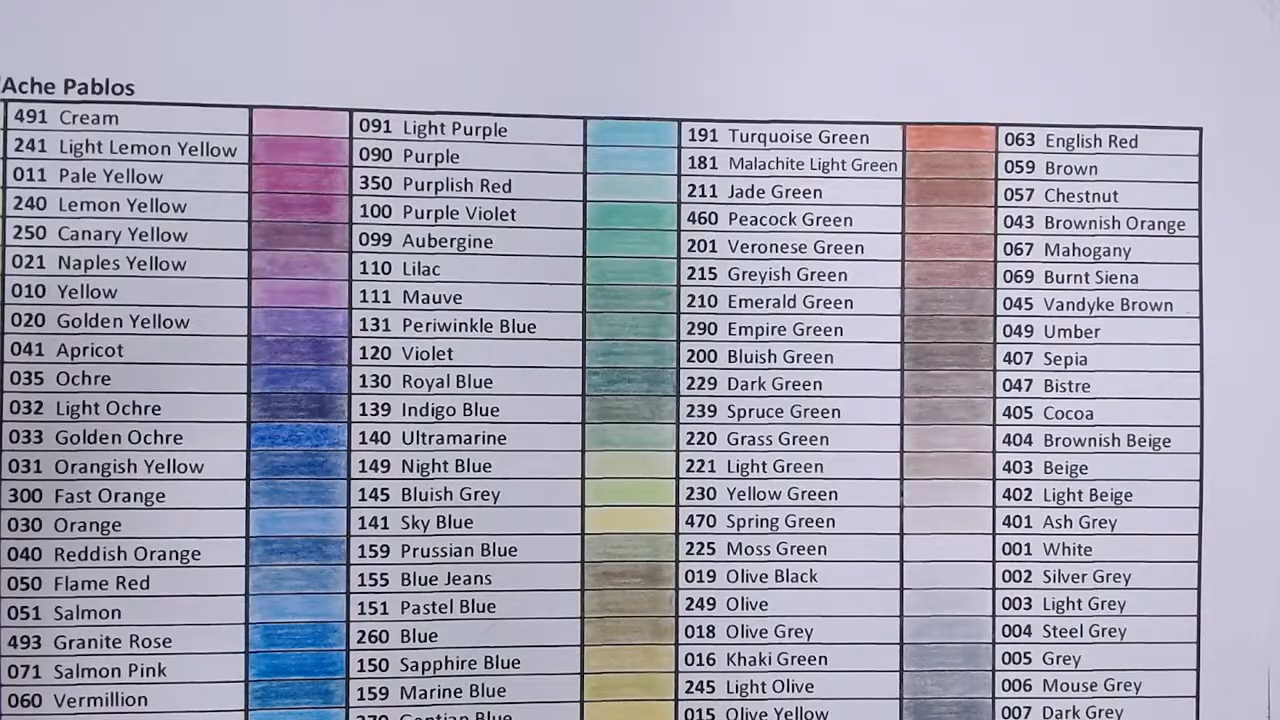 'Ache Pablos
491 Cream
241 Light Lemon Yellow
011 Pale Yellow
240 Lemon Yellow
250 Canary Yellow
021 Naples Yellow
010 Yellow
020 Golden Yellow
041 Apricot
035 Ochre
032 Light Ochre
033 Golden Ochre
031 Orangish Yellow
300 Fast Orange
030 Orange
040 Reddish Orange
050 Flame Red
051 Salmon
493 Granite Rose
071 Salmon Pink
060 Vermillion
091 Light Purple
090 Purple
350 Purplish Red
100 Purple Violet
099 Aubergine
110 Lilac
111 Mauve
131 Periwinkle Blue
120 Violet
130 Royal Blue
139 Indigo Blue
140 Ultramarine
149 Night Blue
145 Bluish Grey
141 Sky Blue
159 Prussian Blue
155 Blue Jeans
151 Pastel Blue
260 Blue
150 Sapphire Blue
159 Marine Blue
370 Gentian Blue
191 Turquoise Green
181 Malachite Light Green
211 Jade Green
460 Peacock Green
201 Veronese Green
215 Greyish Green
210 Emerald Green
290 Empire Green
200 Bluish Green
229 Dark Green
239 Spruce Green
220 Grass Green
221 Light Green
230 Yellow Green
470 Spring Green
225 Moss Green
019 Olive Black
249 Olive
018 Olive Grey
016 Khaki Green
245 Light Olive
015 Olive Yellow
063 English Red
059 Brown
057 Chestnut
043 Brownish Orange
067 Mahogany
069 Burnt Siena
045 Vandyke Brown
049 Umber
407 Sepia
047 Bistre
405 Cocoa
404 Brownish Beige
403 Beige
402 Light Beige
401 Ash Grey
001 White
002 Silver Grey
003 Light Grey
004 Steel Grey
005 Grey
006 Mouse Grey
007 Dark Grey